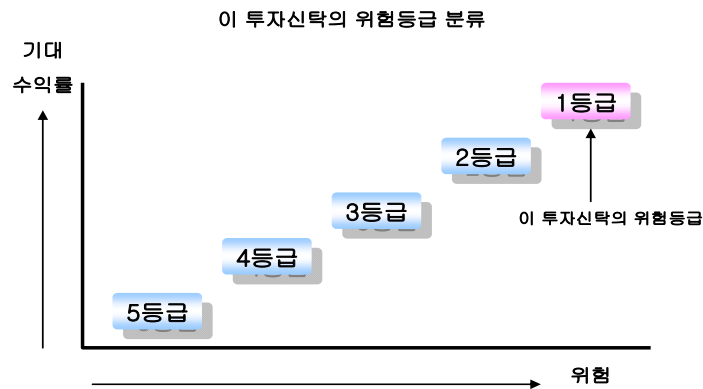 이 투자신탁의 위험등급 분류
기대
수익률
1등급
2등급
3등급
이 투자신탁의 위험등급
4등급
5등급
위험